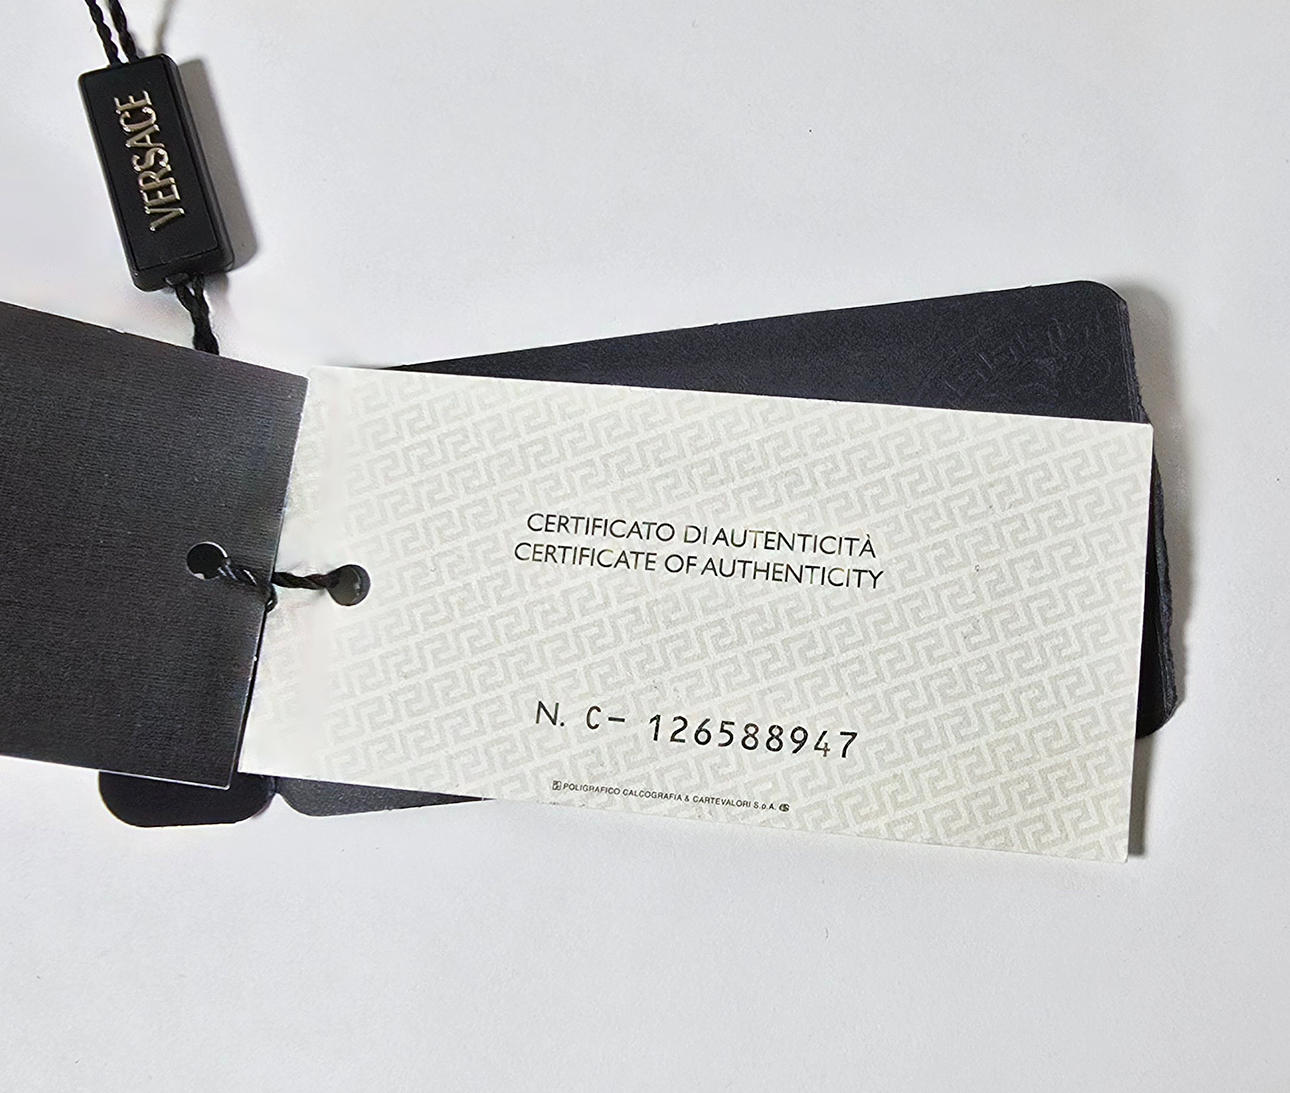 VERSACE
CERTIFICATO DI AUTENTICITÀ
CERTIFICATE OF AUTHENTICITY
N. C- 126588947
POLIGRAFICO CALCOGRAFIA & CARTEVALORI S.p.A.